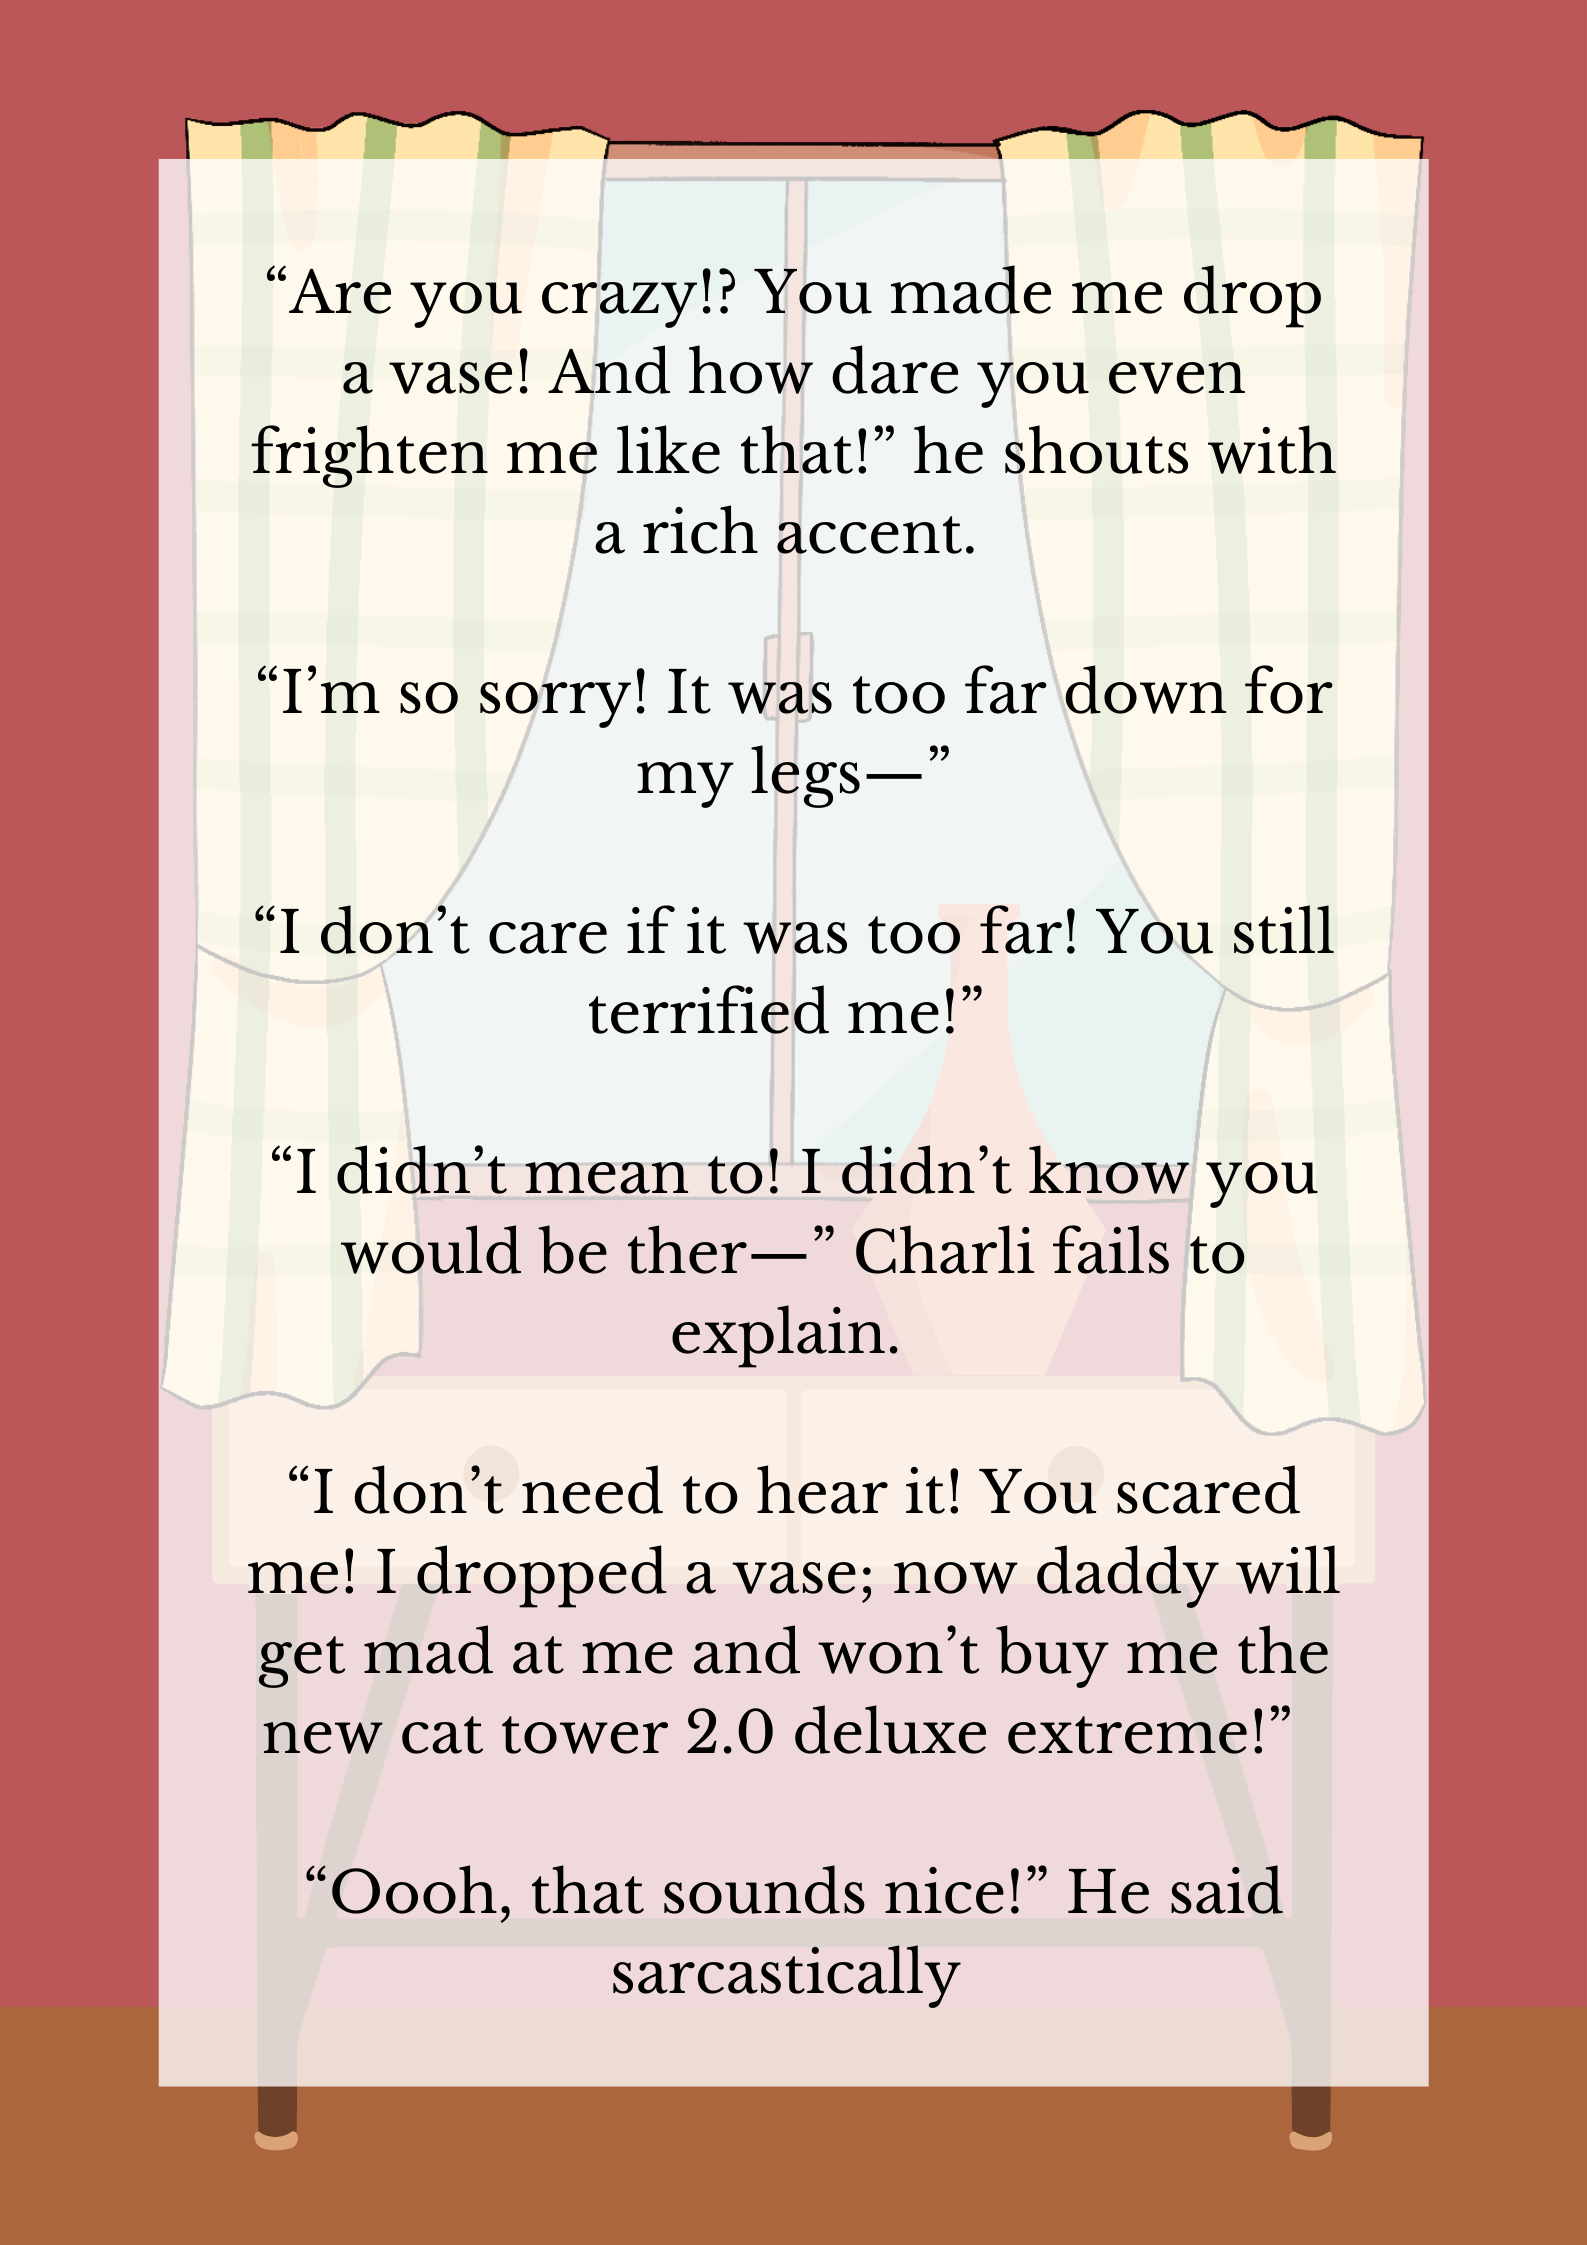 “Are you crazy!? You made me drop
a vase! And how dare you even
frighten me like that!” he shouts with
a rich accent.
“I’m so sorry! It was too far down for
my legs—”
“I don’t care if it was too far! You still
terrified me!”
“I didn’t mean to! I didn’t know you
would be ther—” Charli fails to
explain.
“I don’t need to hear it! You scared
me! I dropped a vase; now daddy will
get mad at me and won’t buy me the
new cat tower 2.0 deluxe extreme!”
“Oooh, that sounds nice!” He said
sarcastically